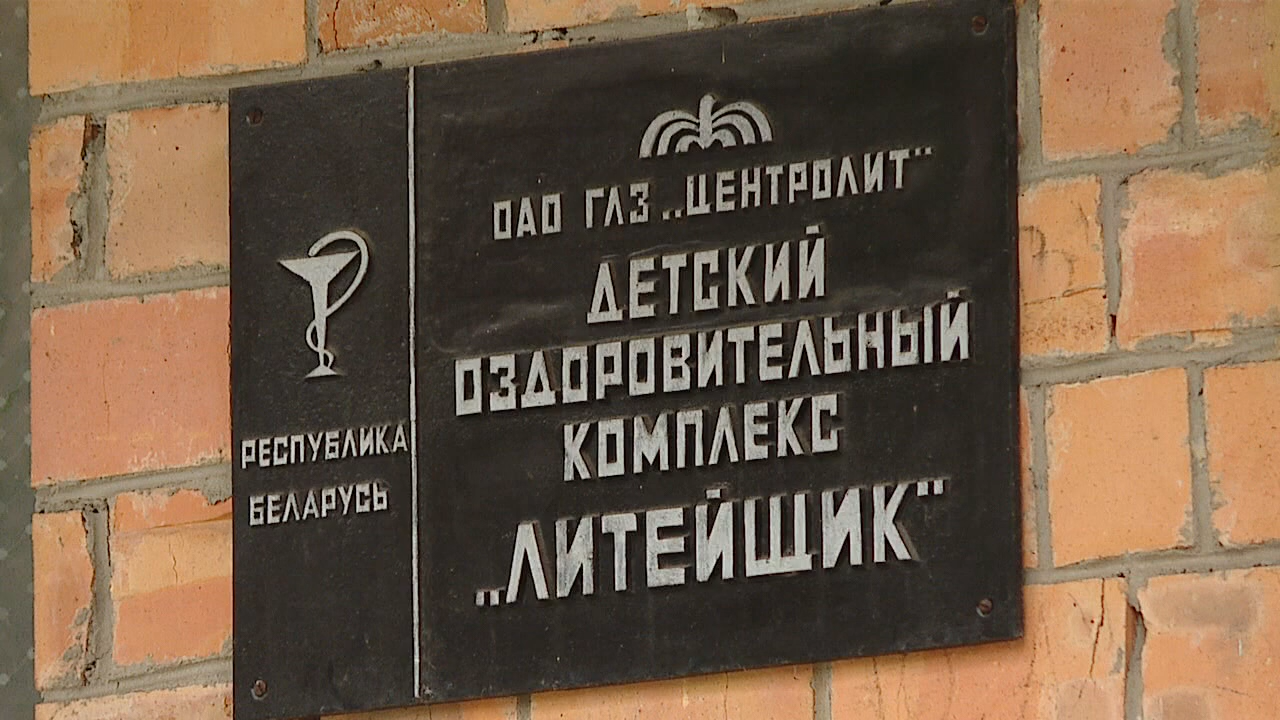 РЕСПУБЛИКА
БЕЛАРУСЬ
ОАО ГЛЗ „ЦЕНТРОЛИТ"
ДЕТСКИЙ
ОЗДОРОВИТЕЛЬНЫЙ
КОМПЛЕКС
„ЛИТЕЙЩИК"